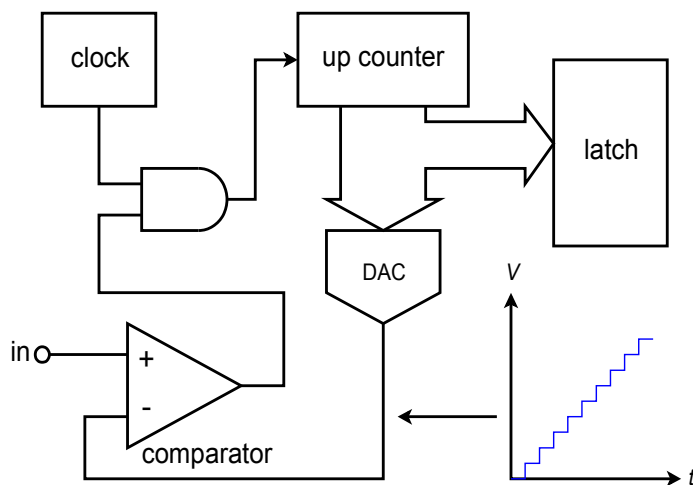 clock
up counter
latch
DAC
V
in
+
-
comparator
t